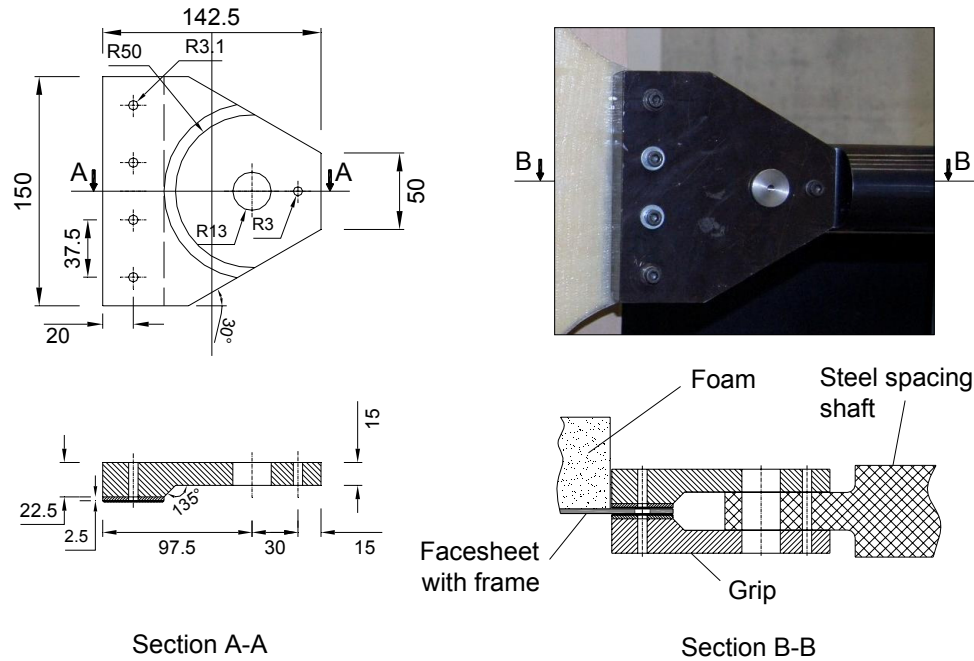 142.5
R3.1
R50
A
A
150
50
37.5
R13
R3
20
30°
B
B
15
135°
22.5
2.5
97.5
30
15
Section A-A
Foam
Steel spacing
shaft
Facesheet
with frame
Grip
Section B-B